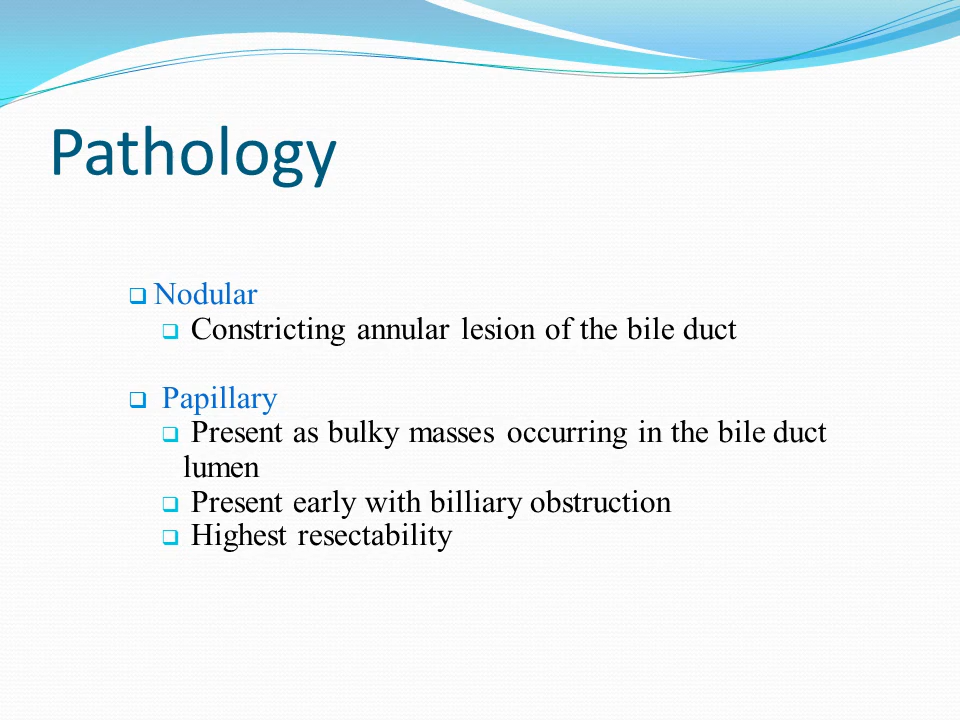 Pathology
Nodular
Constricting annular lesion of the bile duct
Papillary
Present as bulky masses occurring in the bile duct
lumen
Present early with billiary obstruction
Highest resectability